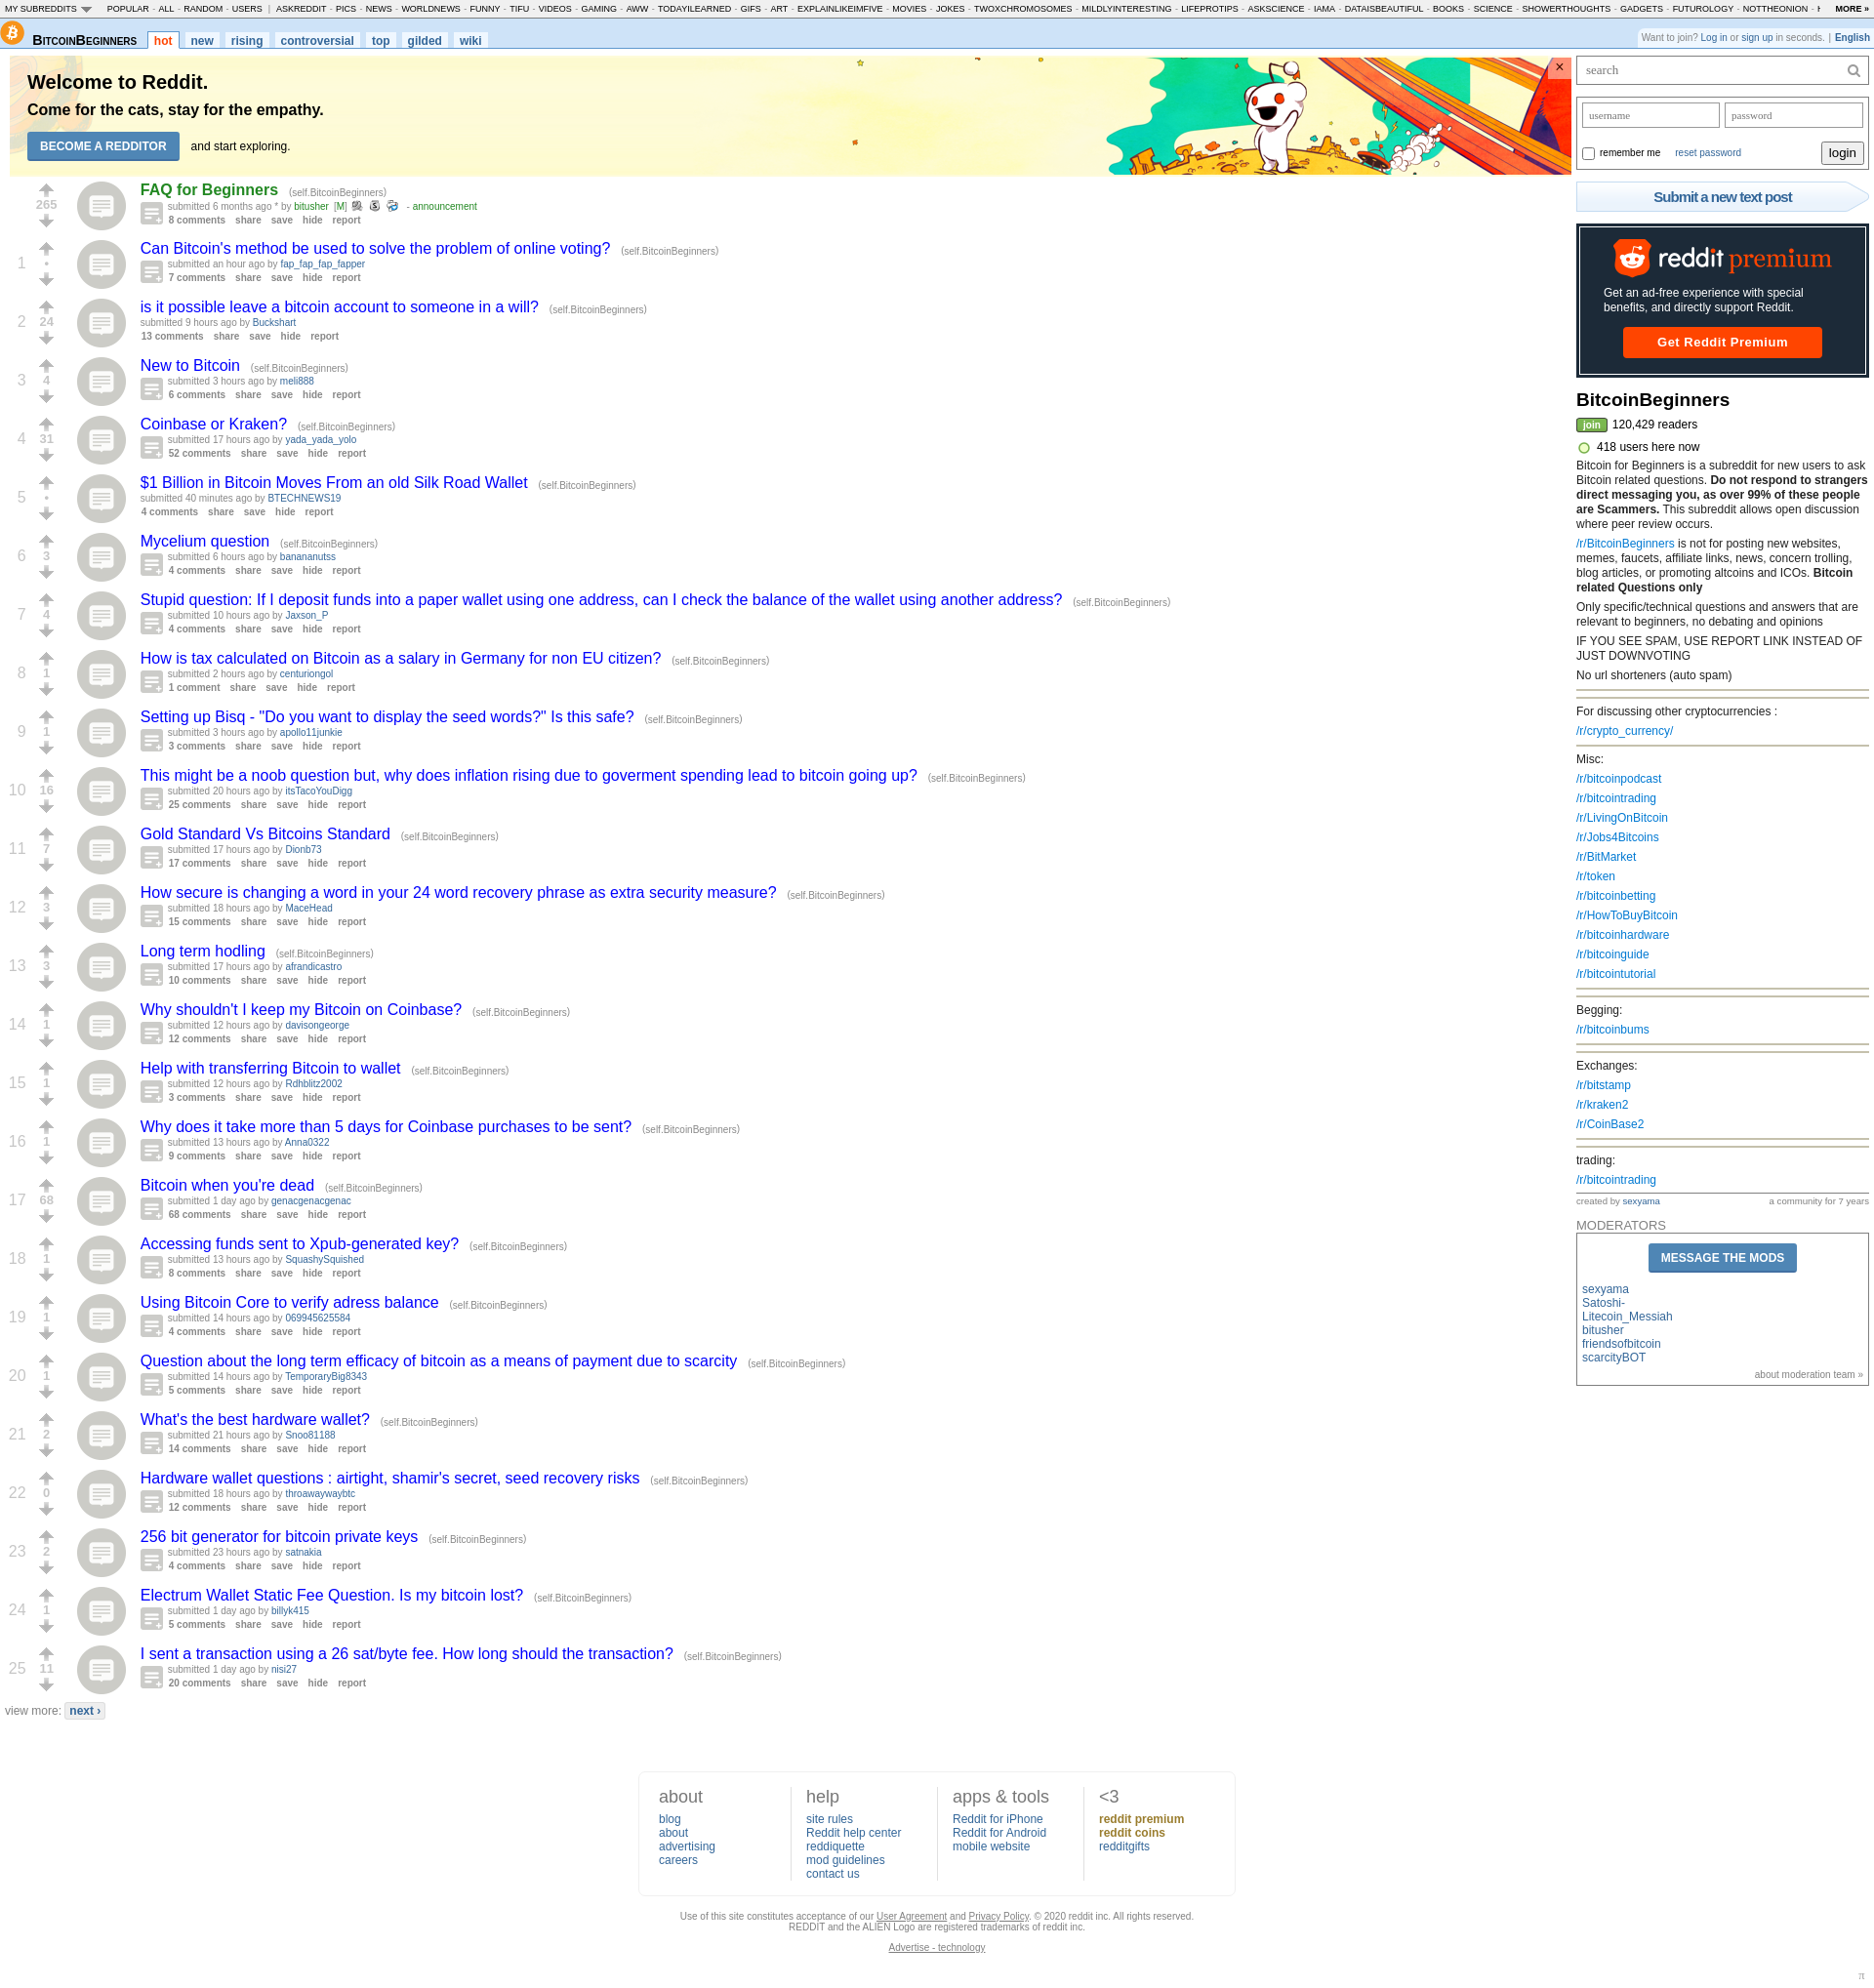 MY SUBREDDITS POPULAR - ALL - RANDOM - USERS | ASKREDDIT - PICS - NEWS - WORLDNEWS - FUNNY - TIFU - VIDEOS - GAMING - AWW - TODAYILEARNED - GIFS - ART - EXPLAINLIKEIMFIVE - MOVIES - JOKES - TWOXCHROMOSOMES - MILDLYINTERESTING - LIFEPROTIPS - ASKSCIENCE - IAMA - DATAISBEAUTIFUL - BOOKS - SCIENCE - SHOWERTHOUGHTS - GADGETS - FUTUROLOGY - NOTTHEONION - MORE »
BITCOINBEGINNERS hot new rising controversial top gilded wiki
Want to join? Log in or sign up in seconds. | English
Welcome to Reddit.
Come for the cats, stay for the empathy.
BECOME A REDDITOR and start exploring.
×
265
FAQ for Beginners (self.BitcoinBeginners)
submitted 6 months ago * by bitusher [M] - announcement
8 comments share save hide report
1 •
Can Bitcoin's method be used to solve the problem of online voting? (self.BitcoinBeginners)
submitted an hour ago by fap_fap_fap_fapper
7 comments share save hide report
2 24
is it possible leave a bitcoin account to someone in a will? (self.BitcoinBeginners)
submitted 9 hours ago by Buckshart
13 comments share save hide report
3 4
New to Bitcoin (self.BitcoinBeginners)
submitted 3 hours ago by meli888
6 comments share save hide report
4 31
Coinbase or Kraken? (self.BitcoinBeginners)
submitted 17 hours ago by yada_yada_yolo
52 comments share save hide report
5 •
$1 Billion in Bitcoin Moves From an old Silk Road Wallet (self.BitcoinBeginners)
submitted 40 minutes ago by BTECHNEWS19
4 comments share save hide report
6 3
Mycelium question (self.BitcoinBeginners)
submitted 6 hours ago by banananutss
4 comments share save hide report
7 4
Stupid question: If I deposit funds into a paper wallet using one address, can I check the balance of the wallet using another address? (self.BitcoinBeginners)
submitted 10 hours ago by Jaxson_P
4 comments share save hide report
8 1
How is tax calculated on Bitcoin as a salary in Germany for non EU citizen? (self.BitcoinBeginners)
submitted 2 hours ago by centuriongol
1 comment share save hide report
9 1
Setting up Bisq - "Do you want to display the seed words?" Is this safe? (self.BitcoinBeginners)
submitted 3 hours ago by apollo11junkie
3 comments share save hide report
10 16
This might be a noob question but, why does inflation rising due to goverment spending lead to bitcoin going up? (self.BitcoinBeginners)
submitted 20 hours ago by itsTacoYouDigg
25 comments share save hide report
11 7
Gold Standard Vs Bitcoins Standard (self.BitcoinBeginners)
submitted 17 hours ago by Dionb73
17 comments share save hide report
12 3
How secure is changing a word in your 24 word recovery phrase as extra security measure? (self.BitcoinBeginners)
submitted 18 hours ago by MaceHead
15 comments share save hide report
13 3
Long term hodling (self.BitcoinBeginners)
submitted 17 hours ago by afrandicastro
10 comments share save hide report
14 1
Why shouldn't I keep my Bitcoin on Coinbase? (self.BitcoinBeginners)
submitted 12 hours ago by davisongeorge
12 comments share save hide report
15 1
Help with transferring Bitcoin to wallet (self.BitcoinBeginners)
submitted 12 hours ago by Rdhblitz2002
3 comments share save hide report
16 1
Why does it take more than 5 days for Coinbase purchases to be sent? (self.BitcoinBeginners)
submitted 13 hours ago by Anna0322
9 comments share save hide report
17 68
Bitcoin when you're dead (self.BitcoinBeginners)
submitted 1 day ago by genacgenacgenac
68 comments share save hide report
18 1
Accessing funds sent to Xpub-generated key? (self.BitcoinBeginners)
submitted 13 hours ago by SquashySquished
8 comments share save hide report
19 1
Using Bitcoin Core to verify adress balance (self.BitcoinBeginners)
submitted 14 hours ago by 069945625584
4 comments share save hide report
20 1
Question about the long term efficacy of bitcoin as a means of payment due to scarcity (self.BitcoinBeginners)
submitted 14 hours ago by TemporaryBig8343
5 comments share save hide report
21 2
What's the best hardware wallet? (self.BitcoinBeginners)
submitted 21 hours ago by Snoo81188
14 comments share save hide report
22 0
Hardware wallet questions : airtight, shamir's secret, seed recovery risks (self.BitcoinBeginners)
submitted 18 hours ago by throawaywaybtc
12 comments share save hide report
23 2
256 bit generator for bitcoin private keys (self.BitcoinBeginners)
submitted 23 hours ago by satnakia
4 comments share save hide report
24 1
Electrum Wallet Static Fee Question. Is my bitcoin lost? (self.BitcoinBeginners)
submitted 1 day ago by billyk415
5 comments share save hide report
25 11
I sent a transaction using a 26 sat/byte fee. How long should the transaction? (self.BitcoinBeginners)
submitted 1 day ago by nisi27
20 comments share save hide report
view more: next ›
search
username password
remember me reset password login
Submit a new text post
reddit premium
Get an ad-free experience with special
benefits, and directly support Reddit.
Get Reddit Premium
BitcoinBeginners
join 120,429 readers
418 users here now
Bitcoin for Beginners is a subreddit for new users to ask
Bitcoin related questions. Do not respond to strangers
direct messaging you, as over 99% of these people
are Scammers. This subreddit allows open discussion
where peer review occurs.
/r/BitcoinBeginners is not for posting new websites,
memes, faucets, affiliate links, news, concern trolling,
blog articles, or promoting altcoins and ICOs. Bitcoin
related Questions only
Only specific/technical questions and answers that are
relevant to beginners, no debating and opinions
IF YOU SEE SPAM, USE REPORT LINK INSTEAD OF
JUST DOWNVOTING
No url shorteners (auto spam)
For discussing other cryptocurrencies :
/r/crypto_currency/
Misc:
/r/bitcoinpodcast
/r/bitcointrading
/r/LivingOnBitcoin
/r/Jobs4Bitcoins
/r/BitMarket
/r/token
/r/bitcoinbetting
/r/HowToBuyBitcoin
/r/bitcoinhardware
/r/bitcoinguide
/r/bitcointutorial
Begging:
/r/bitcoinbums
Exchanges:
/r/bitstamp
/r/kraken2
/r/CoinBase2
trading:
/r/bitcointrading
created by sexyama a community for 7 years
MODERATORS
MESSAGE THE MODS
sexyama
Satoshi-
Litecoin_Messiah
bitusher
friendsofbitcoin
scarcityBOT
about moderation team »
about
blog
about
advertising
careers
help
site rules
Reddit help center
reddiquette
mod guidelines
contact us
apps & tools
Reddit for iPhone
Reddit for Android
mobile website
<3
reddit premium
reddit coins
redditgifts
Use of this site constitutes acceptance of our User Agreement and Privacy Policy. © 2020 reddit inc. All rights reserved.
REDDIT and the ALIEN Logo are registered trademarks of reddit inc.
Advertise - technology
π